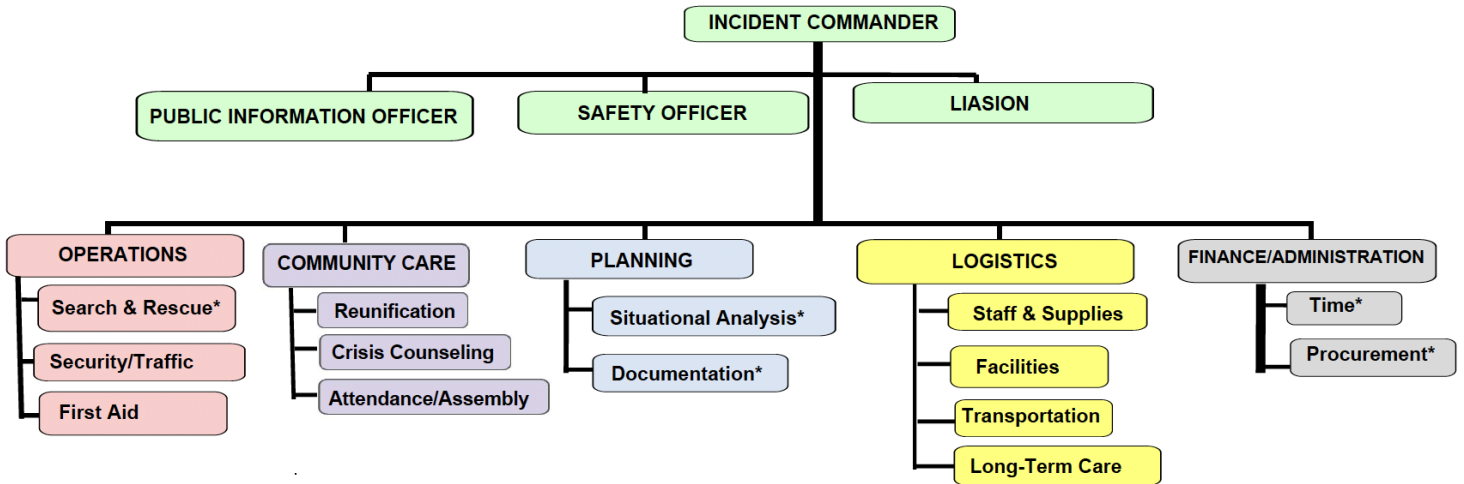 INCIDENT COMMANDER
PUBLIC INFORMATION OFFICER
SAFETY OFFICER
LIASION
OPERATIONS
Search & Rescue*
Security/Traffic
First Aid
COMMUNITY CARE
Reunification
Crisis Counseling
Attendance/Assembly
PLANNING
Situational Analysis*
Documentation*
LOGISTICS
Staff & Supplies
Facilities
Transportation
Long-Term Care
FINANCE/ADMINISTRATION
Time*
Procurement*